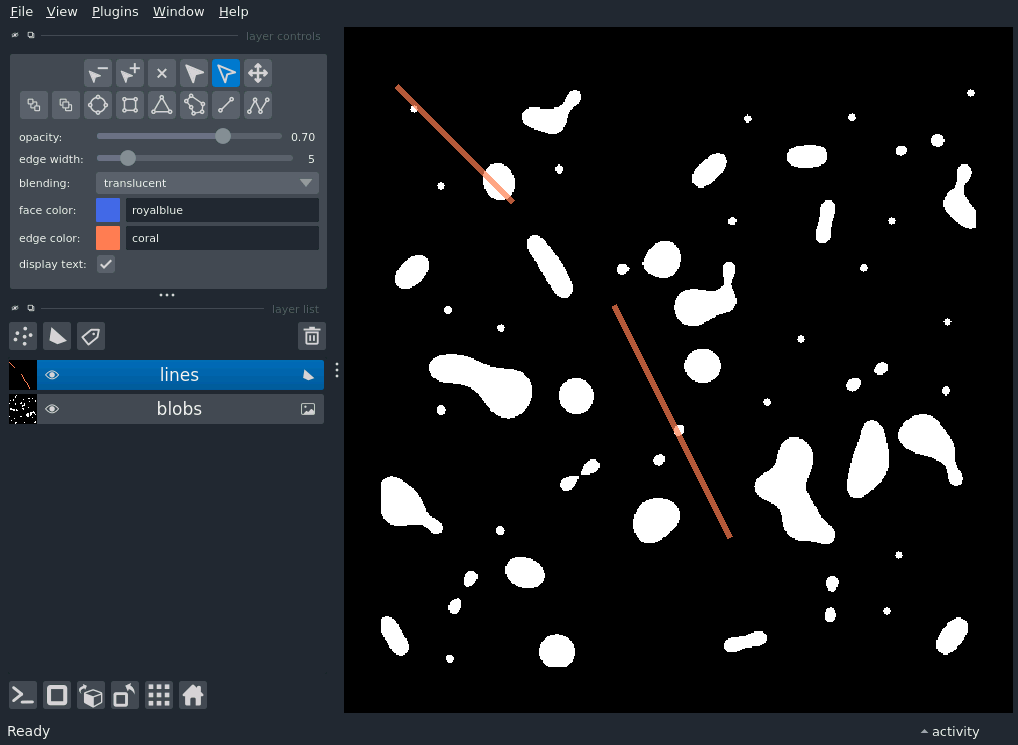 File View Plugins Window Help
layer controls
opacity: 0.70
edge width: 5
blending: translucent
face color: royalblue
edge color: coral
display text:
layer list
lines
blobs
Ready activity